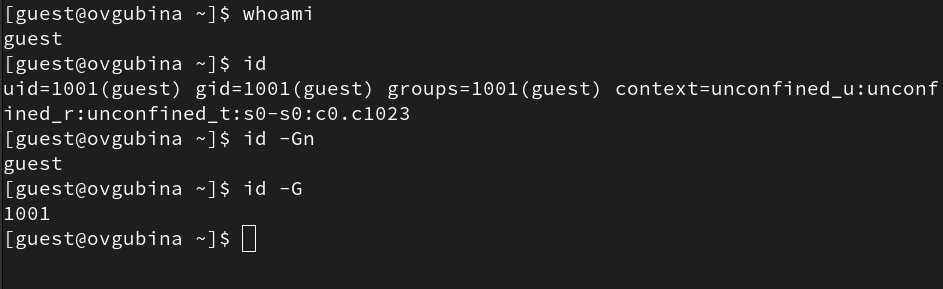 [guest@ovgubina ~]$ whoami
guest
[guest@ovgubina ~]$ id
uid=1001(guest) gid=1001(guest) groups=1001(guest) context=unconfined_u:unconf
ined_r:unconfined_t:s0-s0:c0.c1023
[guest@ovgubina ~]$ id -Gn
guest
[guest@ovgubina ~]$ id -G
1001
[guest@ovgubina ~]$